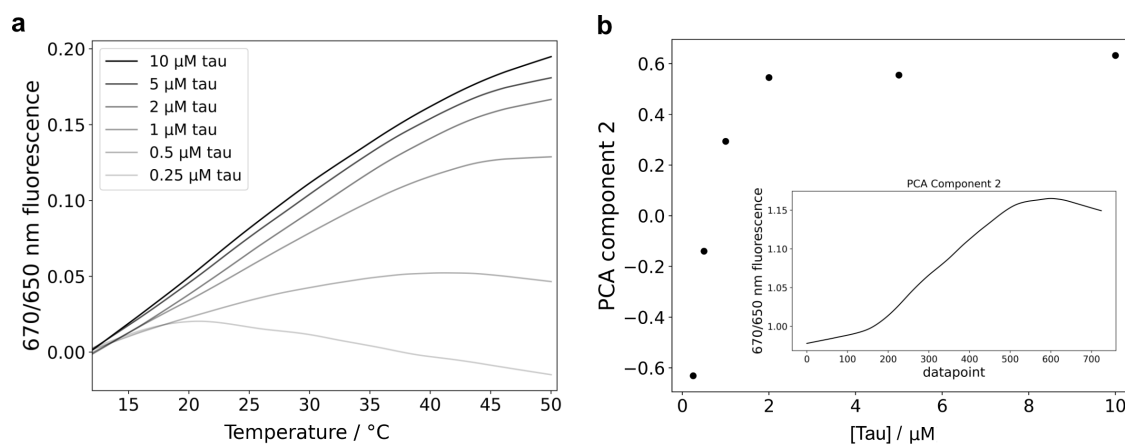 a
670/650 nm fluorescence
0.20
0.15
0.10
0.05
0.00
10 µM tau
5 µM tau
2 µM tau
1 µM tau
0.5 µM tau
0.25 µM tau
15 20 25 30 35 40 45 50
Temperature / °C
b
PCA component 2
0.6
0.4
0.2
0.0
−0.2
−0.4
−0.6
PCA Component 2
670/650 nm fluorescence
1.15
1.10
1.05
1.00
0 100 200 300 400 500 600 700
datapoint
0 2 4 6 8 10
[Tau] / µM